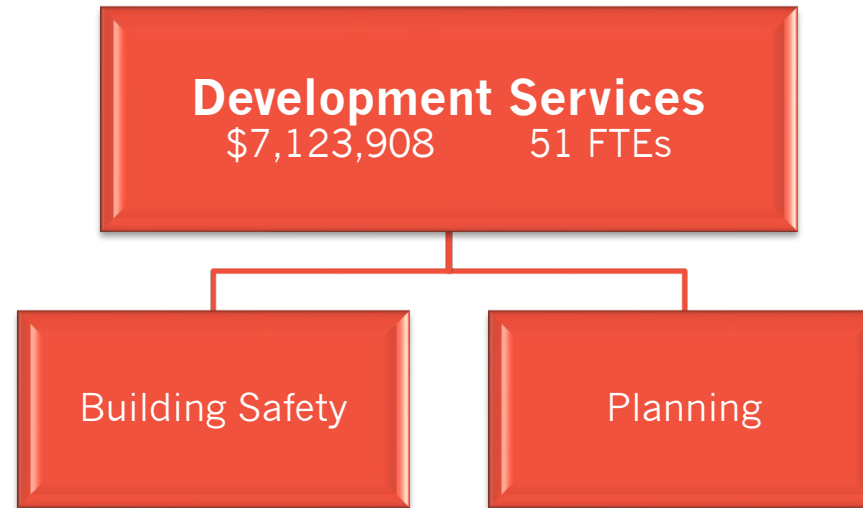 Development Services
$7,123,908 51 FTEs
Building Safety
Planning